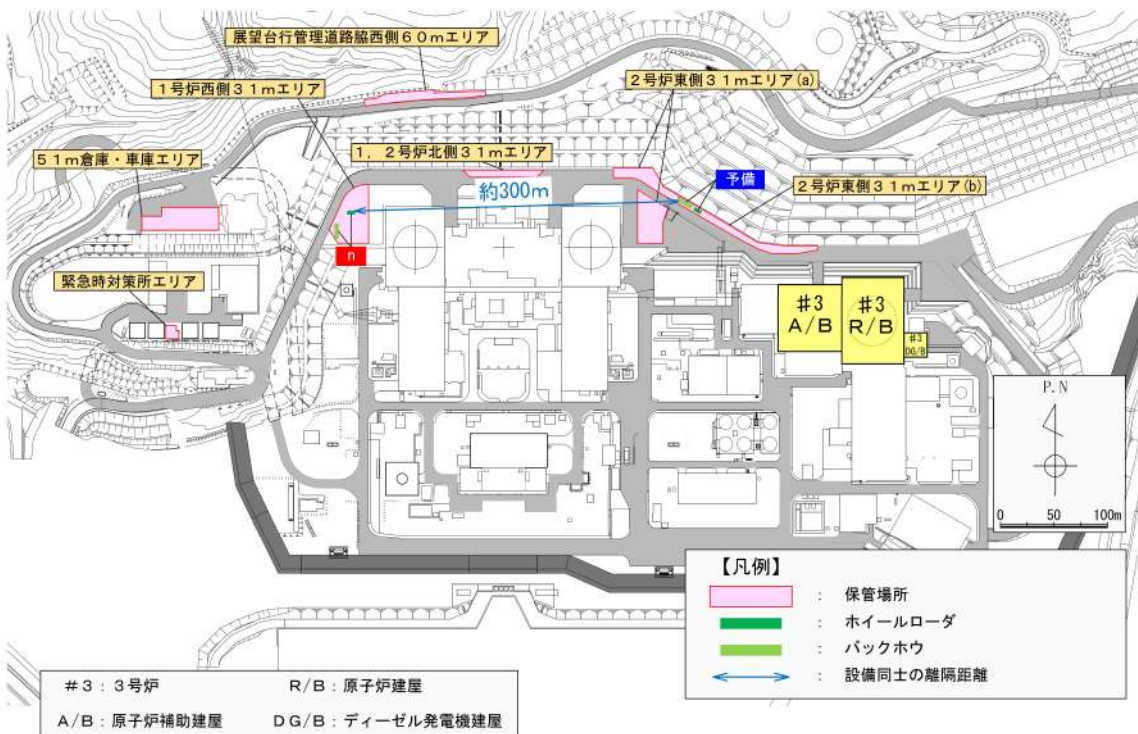 展望台行管理道路脇西側60mエリア
1号炉西側31mエリア
2号炉東側31mエリア(a)
51m倉庫・車庫エリア
1,2号炉北側31mエリア
予備
2号炉東側31mエリア(b)
約300m
n
緊急時対策所エリア
#3
A/B
#3
R/B
#3
DG/B
P.N
0 50 100m
【凡例】
: 保管場所
: ホイールローダ
: バックホウ
: 設備同士の離隔距離
#3:3号炉
R/B:原子炉建屋
A/B:原子炉補助建屋
DG/B:ディーゼル発電機建屋